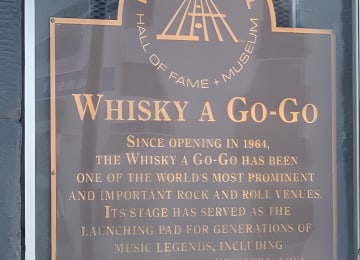 HALL OF FAME + MUSEUM
WHISKY A GO-GO
SINCE OPENING IN 1964,
THE WHISKY A GO-GO HAS BEEN
ONE OF THE WORLD'S MOST PROMINENT
AND IMPORTANT ROCK AND ROLL VENUES.
ITS STAGE HAS SERVED AS THE
LAUNCHING PAD FOR GENERATIONS OF
MUSIC LEGENDS, INCLUDING